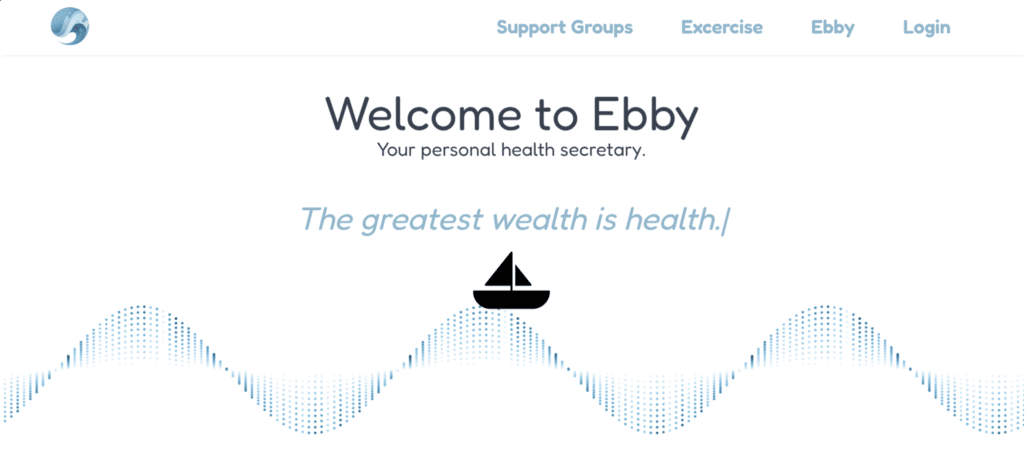 Support Groups Excercise Ebby Login
Welcome to Ebby
Your personal health secretary.
The greatest wealth is health.|